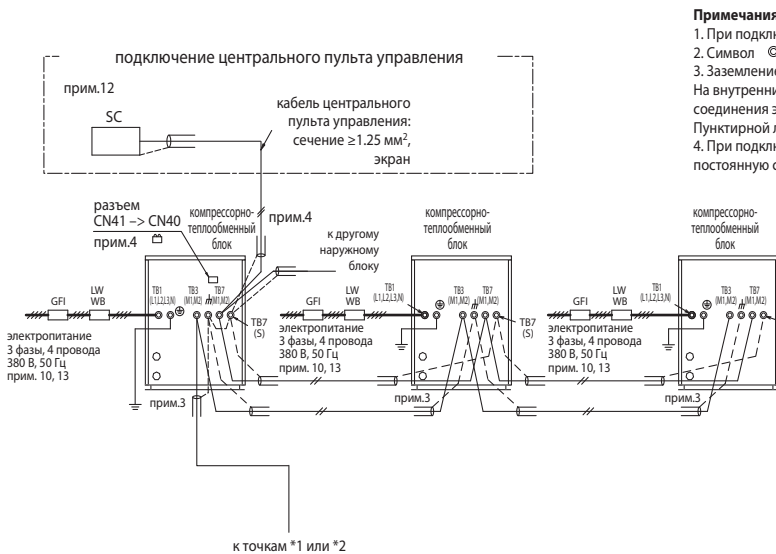 Примечания
1. При подклю
2. Символ ©
3. Заземление
На внутренни
соединения э
Пунктирной л
4. При подклю
постоянную с
подключение центрального пульта управления
прим.12
SC
кабель центрального
пульта управления:
сечение ≥1.25 мм²,
экран
разъем
CN41 –> CN40
прим.4
прим.4
к другому
наружному
блоку
компрессорно-
теплообменный
блок
компрессорно-
теплообменный
блок
компрессорно-
теплообменный
блок
GFI
LW
WB
TB1
(L1,L2,L3,N)
TB3
(M1,M2)
TB7
(M1,M2)
TB7
(S)
электропитание
3 фазы, 4 провода
380 В, 50 Гц
прим. 10, 13
прим.3
GFI
LW
WB
TB1
(L1,L2,L3,N)
TB3
(M1,M2)
TB7
(M1,M2)
TB7
(S)
электропитание
3 фазы, 4 провода
380 В, 50 Гц
прим. 10, 13
прим.3
GFI
LW
WB
TB1
(L1,L2,L3,N)
TB3
(M1,M2)
TB7
(M1,M2)
электропитание
3 фазы, 4 провода
380 В, 50 Гц
прим. 10, 13
прим.3
к точкам *1 или *2